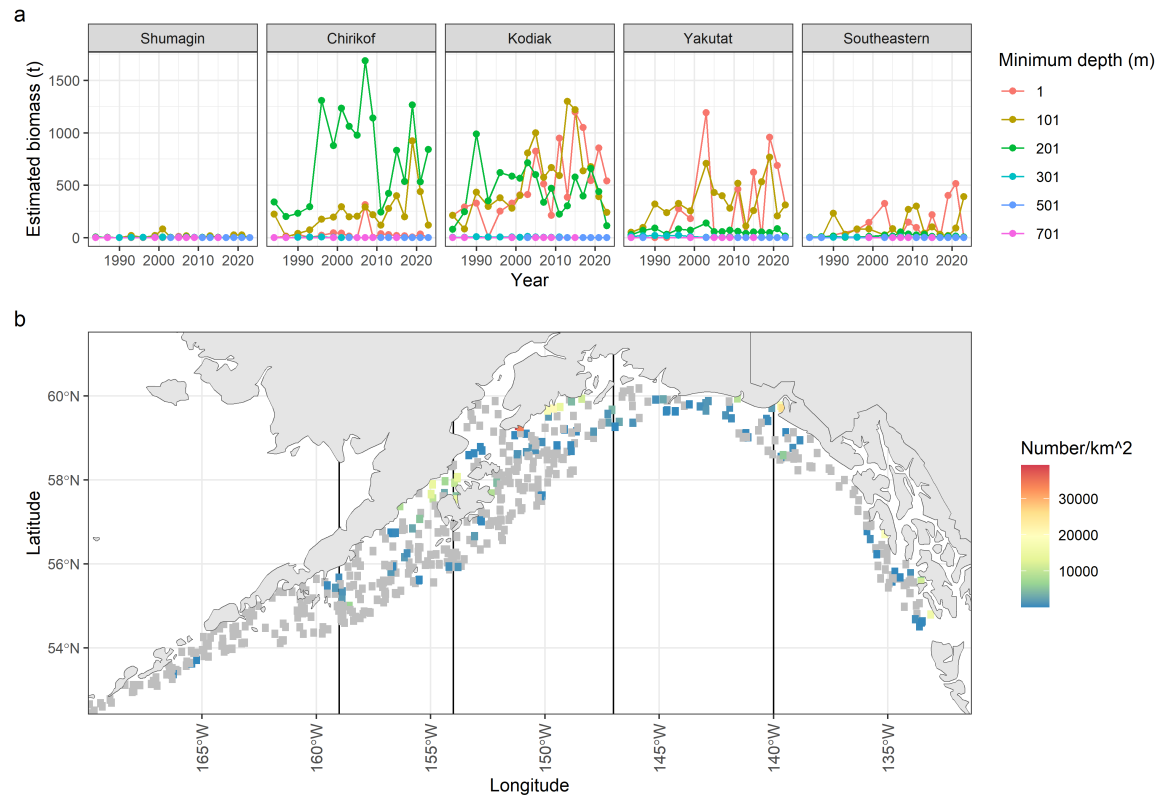 a
Shumagin Chirikof Kodiak Yakutat Southeastern
Estimated biomass (t)
1500
1000
500
0
1990 2000 2010 2020 1990 2000 2010 2020 1990 2000 2010 2020 1990 2000 2010 2020 1990 2000 2010 2020
Year
Minimum depth (m)
1
101
201
301
501
701
b
Latitude
60°N
58°N
56°N
54°N
165°W 160°W 155°W 150°W 145°W 140°W 135°W
Longitude
Number/km^2
30000
20000
10000